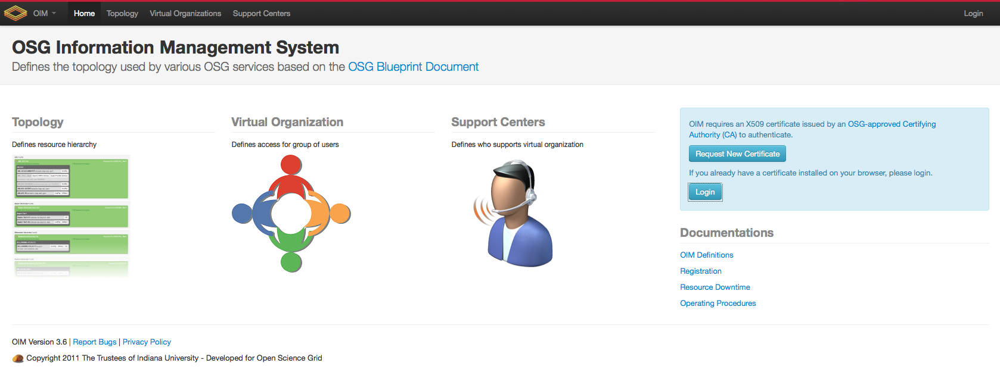 OIM
Home
Topology
Virtual Organizations
Support Centers
Login
OSG Information Management System
Defines the topology used by various OSG services based on the OSG Blueprint Document
Topology
Defines resource hierarchy
Virtual Organization
Defines access for group of users
Support Centers
Defines who supports virtual organization
OIM requires an X509 certificate issued by an OSG-approved Certifying
Authority (CA) to authenticate.
Request New Certificate
If you already have a certificate installed on your browser, please login.
Login
Documentations
OIM Definitions
Registration
Resource Downtime
Operating Procedures
OIM Version 3.6 | Report Bugs | Privacy Policy
Copyright 2011 The Trustees of Indiana University - Developed for Open Science Grid